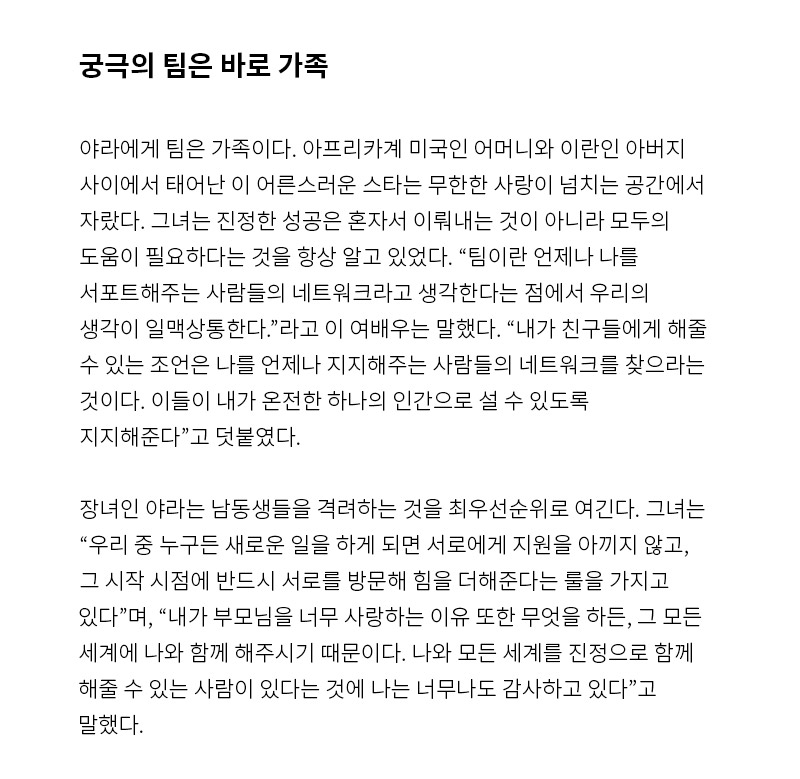 궁극의 팀은 바로 가족
야라에게 팀은 가족이다. 아프리카계 미국인 어머니와 이란인 아버지
사이에서 태어난 이 어른스러운 스타는 무한한 사랑이 넘치는 공간에서
자랐다. 그녀는 진정한 성공은 혼자서 이뤄내는 것이 아니라 모두의
도움이 필요하다는 것을 항상 알고 있었다. “팀이란 언제나 나를
서포트해주는 사람들의 네트워크라고 생각한다는 점에서 우리의
생각이 일맥상통한다.”라고 이 여배우는 말했다. “내가 친구들에게 해줄
수 있는 조언은 나를 언제나 지지해주는 사람들의 네트워크를 찾으라는
것이다. 이들이 내가 온전한 하나의 인간으로 설 수 있도록
지지해준다”고 덧붙였다.
장녀인 야라는 남동생들을 격려하는 것을 최우선순위로 여긴다. 그녀는
“우리 중 누구든 새로운 일을 하게 되면 서로에게 지원을 아끼지 않고,
그 시작 시점에 반드시 서로를 방문해 힘을 더해준다는 룰을 가지고
있다”며, “내가 부모님을 너무 사랑하는 이유 또한 무엇을 하든, 그 모든
세계에 나와 함께 해주시기 때문이다. 나와 모든 세계를 진정으로 함께
해줄 수 있는 사람이 있다는 것에 나는 너무나도 감사하고 있다”고
말했다.